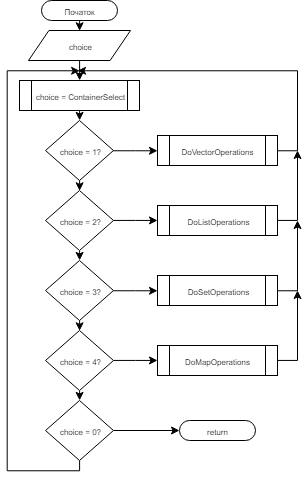 Початок
choice
choice = ContainerSelect
choice = 1?
DoVectorOperations
choice = 2?
DoListOperations
choice = 3?
DoSetOperations
choice = 4?
DoMapOperations
choice = 0?
return